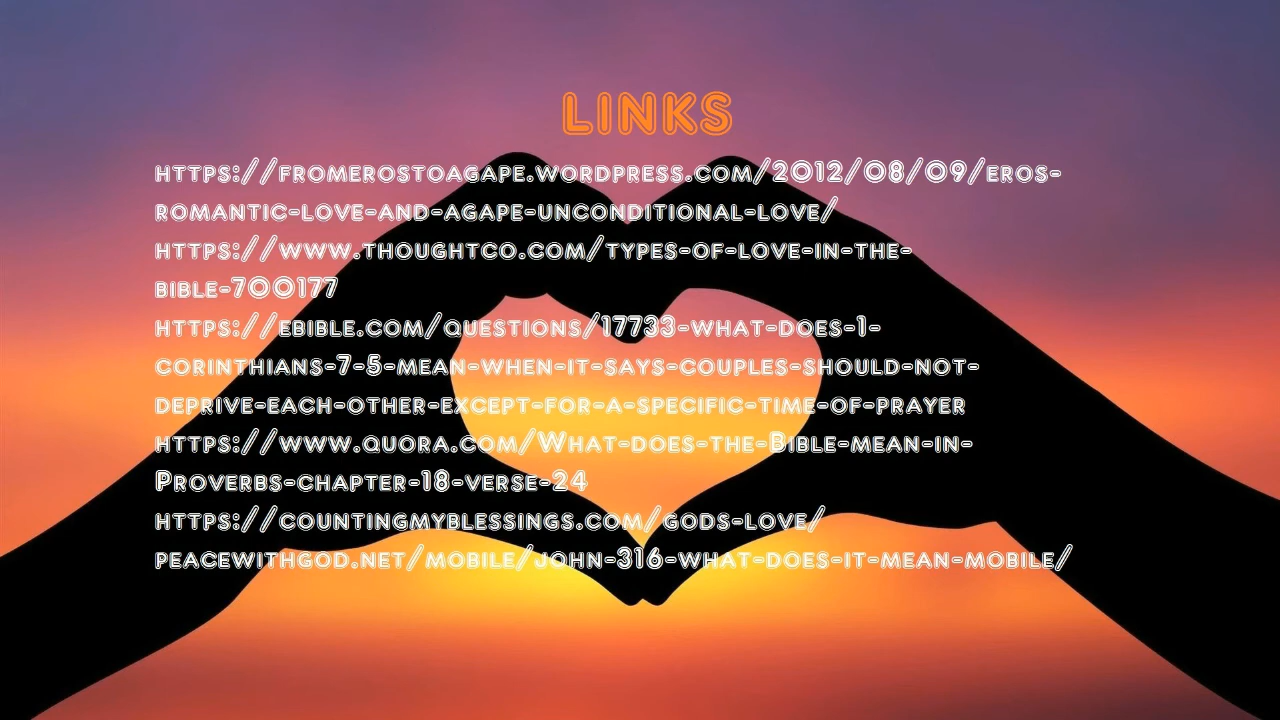 LINKS
https://fromerostoagape.wordpress.com/2012/08/09/eros-
romantic-love-and-agape-unconditional-love/
https://www.thoughtco.com/types-of-love-in-the-
bible-700177
https://ebible.com/questions/17733-what-does-1-
corinthians-7-5-mean-when-it-says-couples-should-not-
deprive-each-other-except-for-a-specific-time-of-prayer
https://www.quora.com/What-does-the-Bible-mean-in-
Proverbs-chapter-18-verse-24
https://countingmyblessings.com/gods-love/
peacewithgod.net/mobile/john-316-what-does-it-mean-mobile/